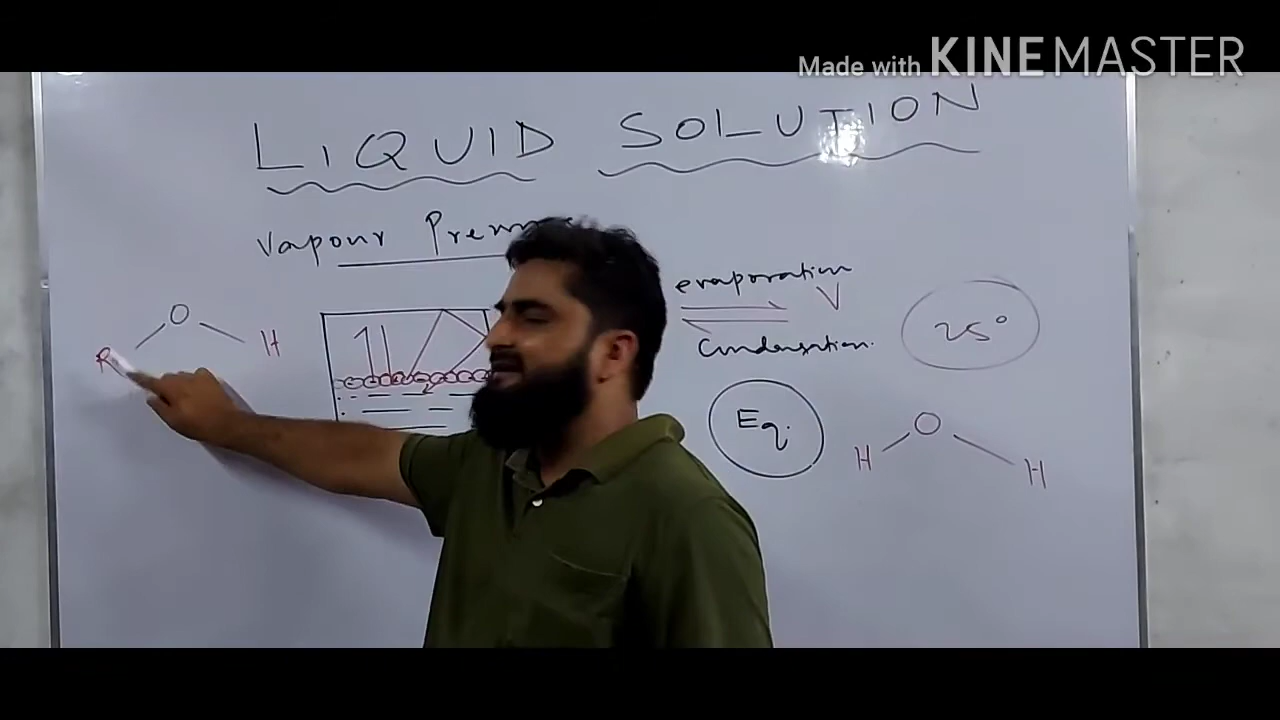 Made with KINEMASTER
LIQUID SOLUTION
Vapour
evaporation
V
Condensation.
25°
Eq.
R O H
H O H